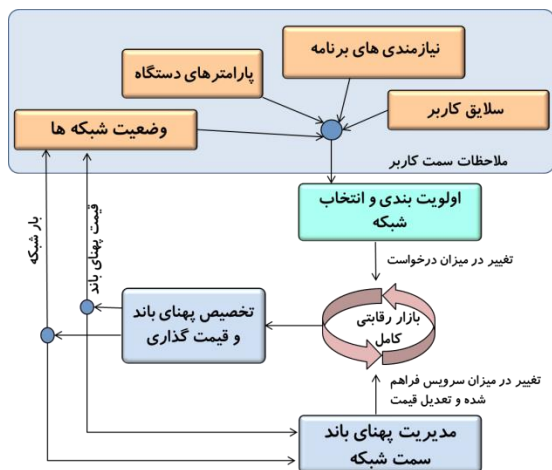 نیازمندی های برنامه
پارامترهای دستگاه
سلایق کاربر
وضعیت شبکه ها
ملاحظات سمت کاربر
اولویت بندی و انتخاب
شبکه
قیمت پهنای باند
بار شبکه
تغییر در میزان درخواست
بازار رقابتی
کامل
تخصیص پهنای باند
و قیمت گذاری
تغییر در میزان سرویس فراهم
شده و تعدیل قیمت
مدیریت پهنای باند
سمت شبکه